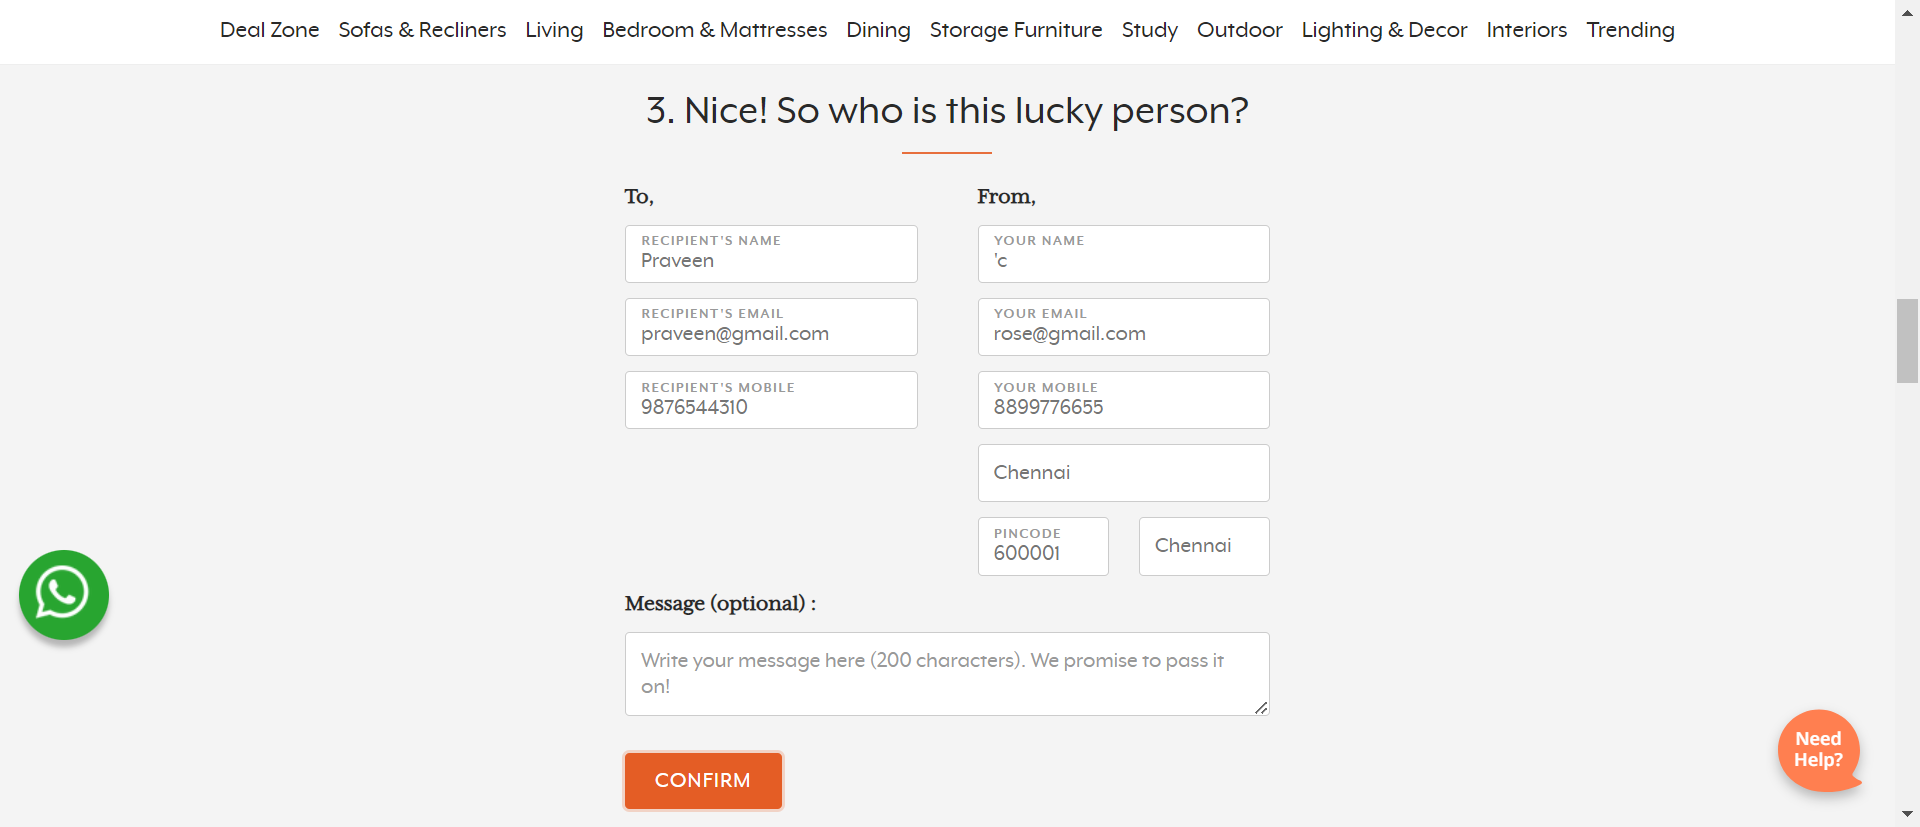 Deal Zone Sofas & Recliners Living Bedroom & Mattresses Dining Storage Furniture Study Outdoor Lighting & Decor Interiors Trending
3. Nice! So who is this lucky person?
To,
RECIPIENT'S NAME
Praveen
RECIPIENT'S EMAIL
praveen@gmail.com
RECIPIENT'S MOBILE
9876544310
From,
YOUR NAME
'c
YOUR EMAIL
rose@gmail.com
YOUR MOBILE
8899776655
Chennai
PINCODE
600001
Chennai
Message (optional) :
Write your message here (200 characters). We promise to pass it
on!
CONFIRM
Need
Help?